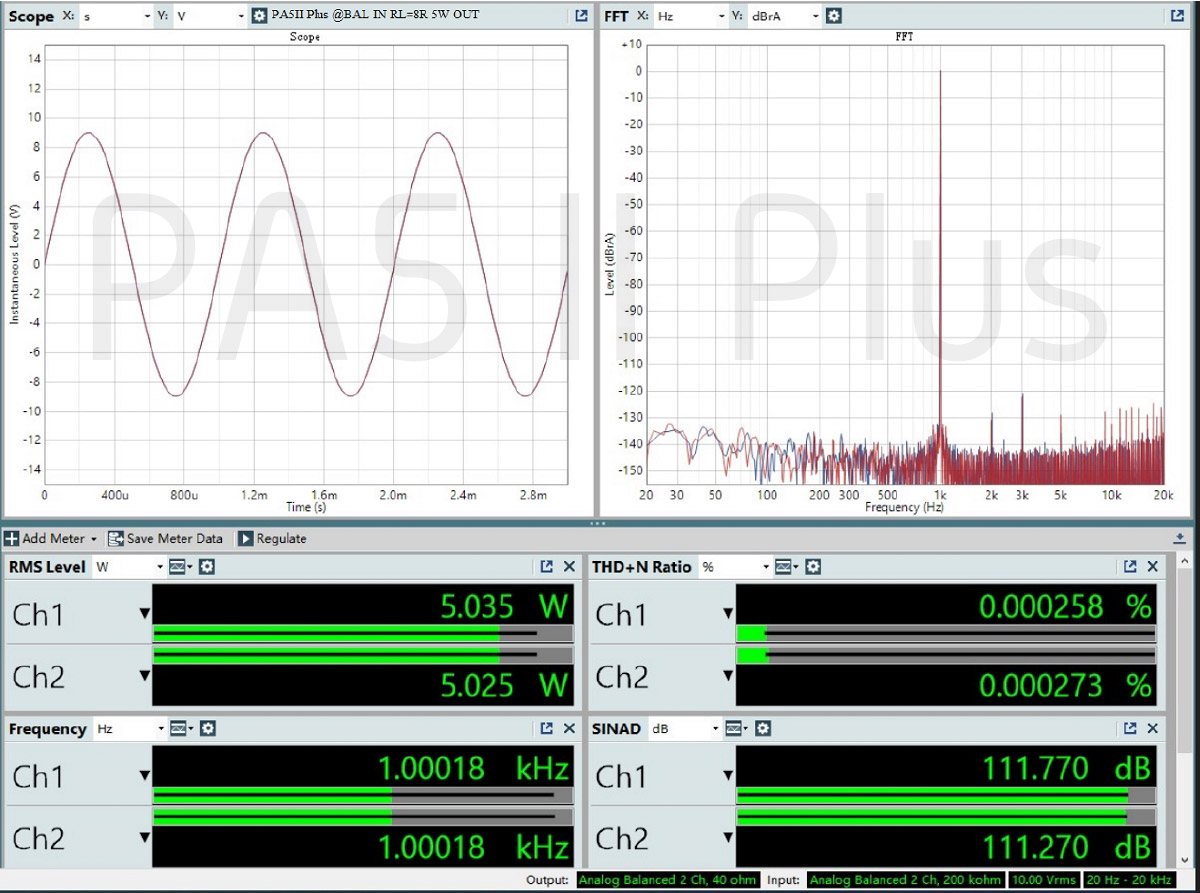 Scope X: s Y: V PA5II Phs @BAL IN RL=8R 5W OUT
Scope
14
12
10
8
6
4
2
0
-2
-4
-6
-8
-10
-12
-14
Instantaneous Level (V)
0 400u 800u 1.2m 1.6m 2.0m 2.4m 2.8m
Time (s)
FFT X: Hz Y: dBrA
FFT
+10
0
-10
-20
-30
-40
-50
-60
-70
-80
-90
-100
-110
-120
-130
-140
-150
Level (dBrA)
20 30 50 100 200 300 500 1k 2k 3k 5k 10k 20k
Frequency (Hz)
PA5II Plus
Add Meter Save Meter Data Regulate
RMS Level W
Ch1 5.035 W
Ch2 5.025 W
THD+N Ratio %
Ch1 0.000258 %
Ch2 0.000273 %
Frequency Hz
Ch1 1.00018 kHz
Ch2 1.00018 kHz
SINAD dB
Ch1 111.770 dB
Ch2 111.270 dB
Output: Analog Balanced 2 Ch, 40 ohm Input: Analog Balanced 2 Ch, 200 kohm 10.00 Vrms 20 Hz - 20 kHz